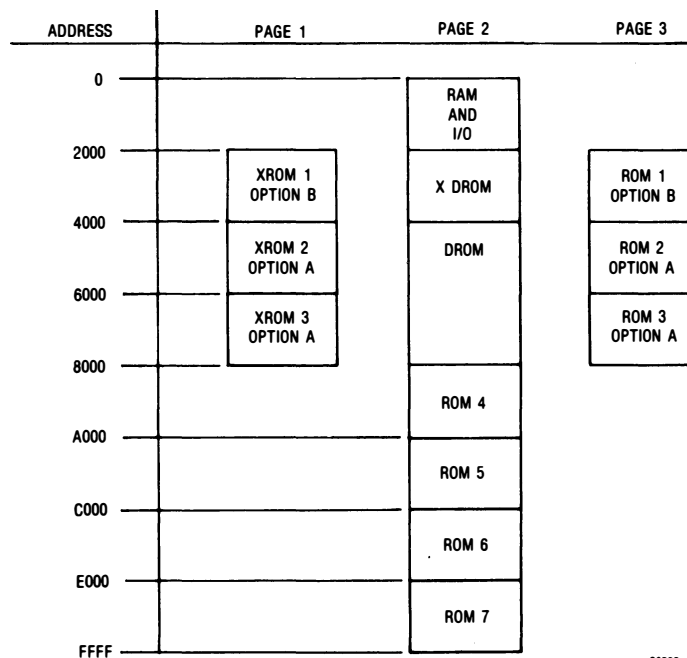 ADDRESS PAGE 1 PAGE 2 PAGE 3
0
RAM
AND
I/O
2000
XROM 1
OPTION B
X DROM
ROM 1
OPTION B
4000
XROM 2
OPTION A
DROM
ROM 2
OPTION A
6000
XROM 3
OPTION A
ROM 3
OPTION A
8000
ROM 4
A000
ROM 5
C000
ROM 6
E000
ROM 7
FFFF